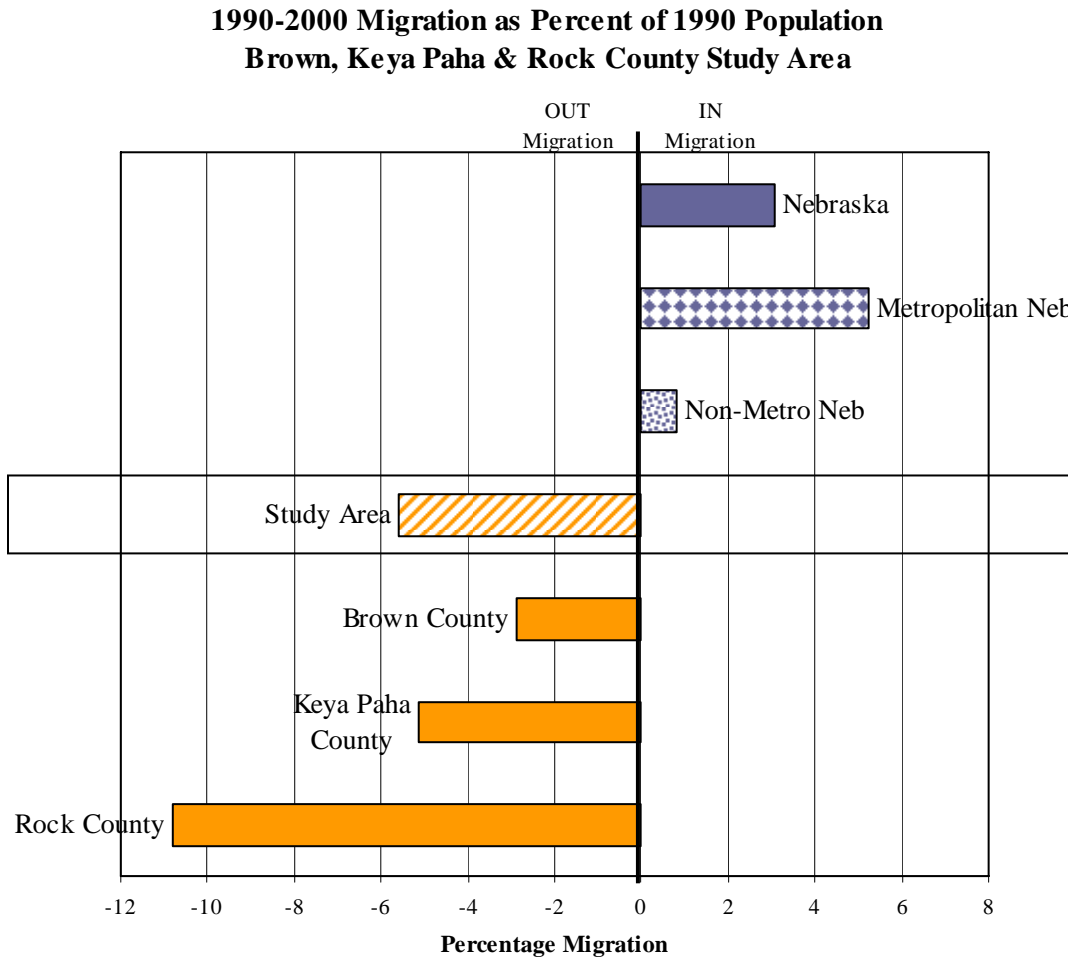 1990-2000 Migration as Percent of 1990 Population
Brown, Keya Paha & Rock County Study Area
OUT
Migration
IN
Migration
Nebraska
Metropolitan Neb
Non-Metro Neb
Study Area
Brown County
Keya Paha
County
Rock County
-12 -10 -8 -6 -4 -2 0 2 4 6 8
Percentage Migration